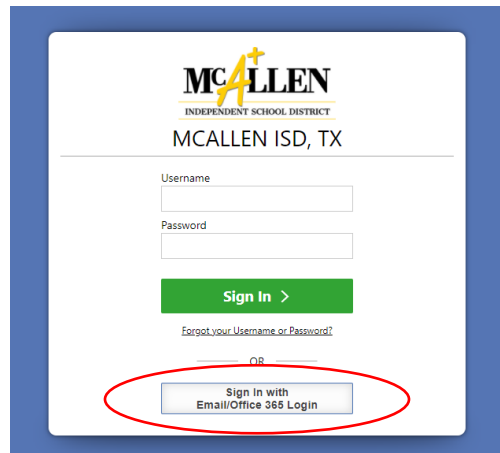 MCALLEN
INDEPENDENT SCHOOL DISTRICT
MCALLEN ISD, TX
Username
Password
Sign In >
Forgot your Username or Password?
OR
Sign In with
Email/Office 365 Login